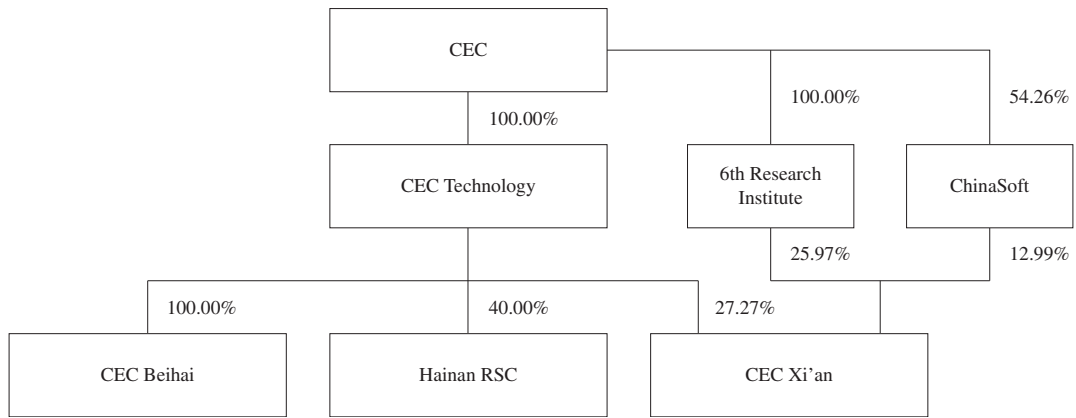 CEC
100.00%
54.26%
100.00%
CEC Technology
6th Research
Institute
ChinaSoft
25.97%
12.99%
100.00%
40.00%
27.27%
CEC Beihai
Hainan RSC
CEC Xi’an